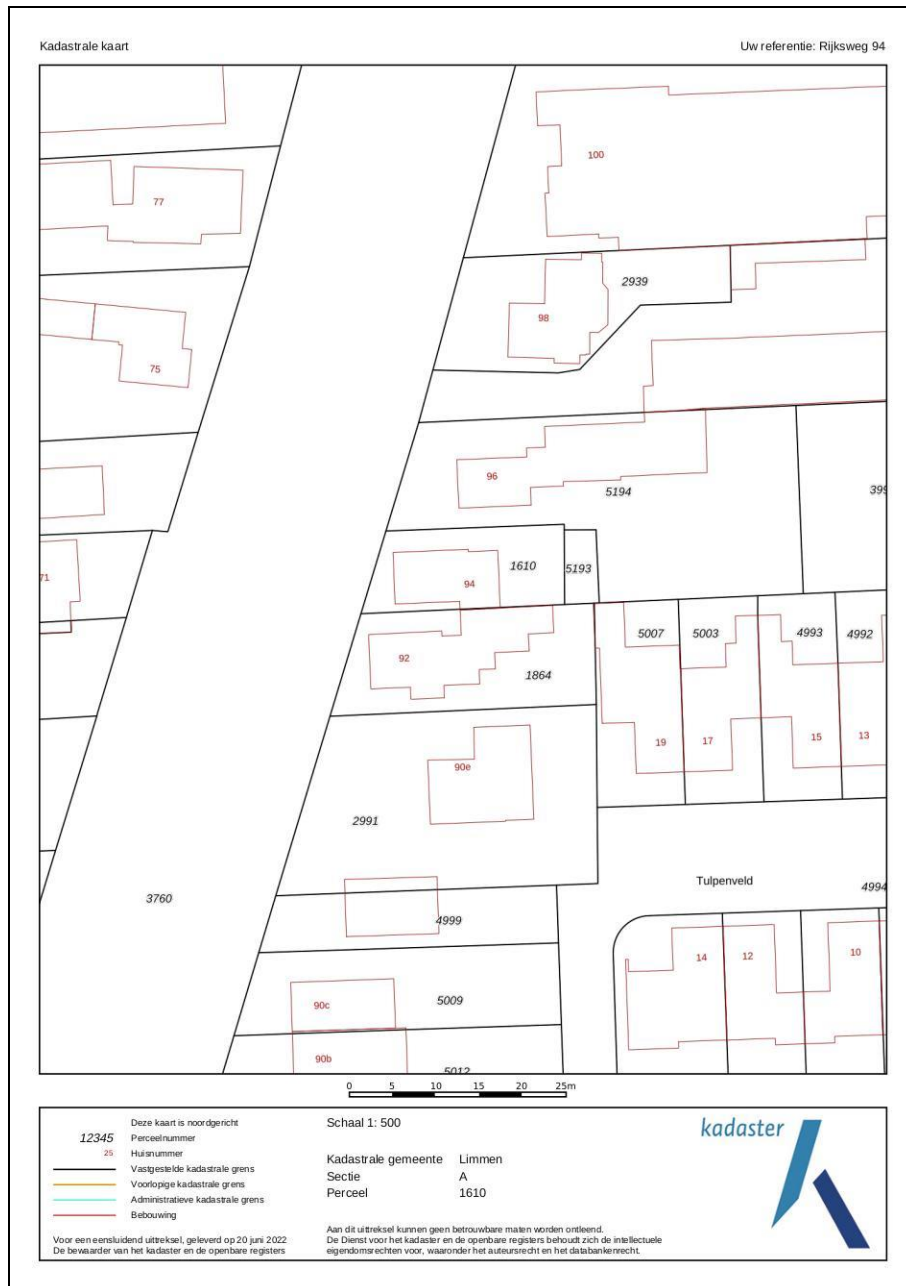 Kadastrale kaart
Uw referentie: Rijksweg 94
100
77
2939
98
75
96
5194
399
1610
5193
71
94
5007
5003
4993
4992
92
1864
19
17
15
13
90e
2991
Tulpenveld
3760
4994
4999
14
12
10
90c
5009
90b
5012
0 5 10 15 20 25m
Deze kaart is noordgericht
12345 Perceelnummer
25 Huisnummer
Vastgestelde kadastrale grens
Voorlopige kadastrale grens
Administratieve kadastrale grens
Bebouwing
Voor een eensluidend uittreksel, geleverd op 20 juni 2022
De bewaarder van het kadaster en de openbare registers
Schaal 1: 500
Kadastrale gemeente Limmen
Sectie A
Perceel 1610
Aan dit uittreksel kunnen geen betrouwbare maten worden ontleend.
De Dienst voor het kadaster en de openbare registers behoudt zich de intellectuele
eigendomsrechten voor, waaronder het auteursrecht en het databankenrecht.
kadaster